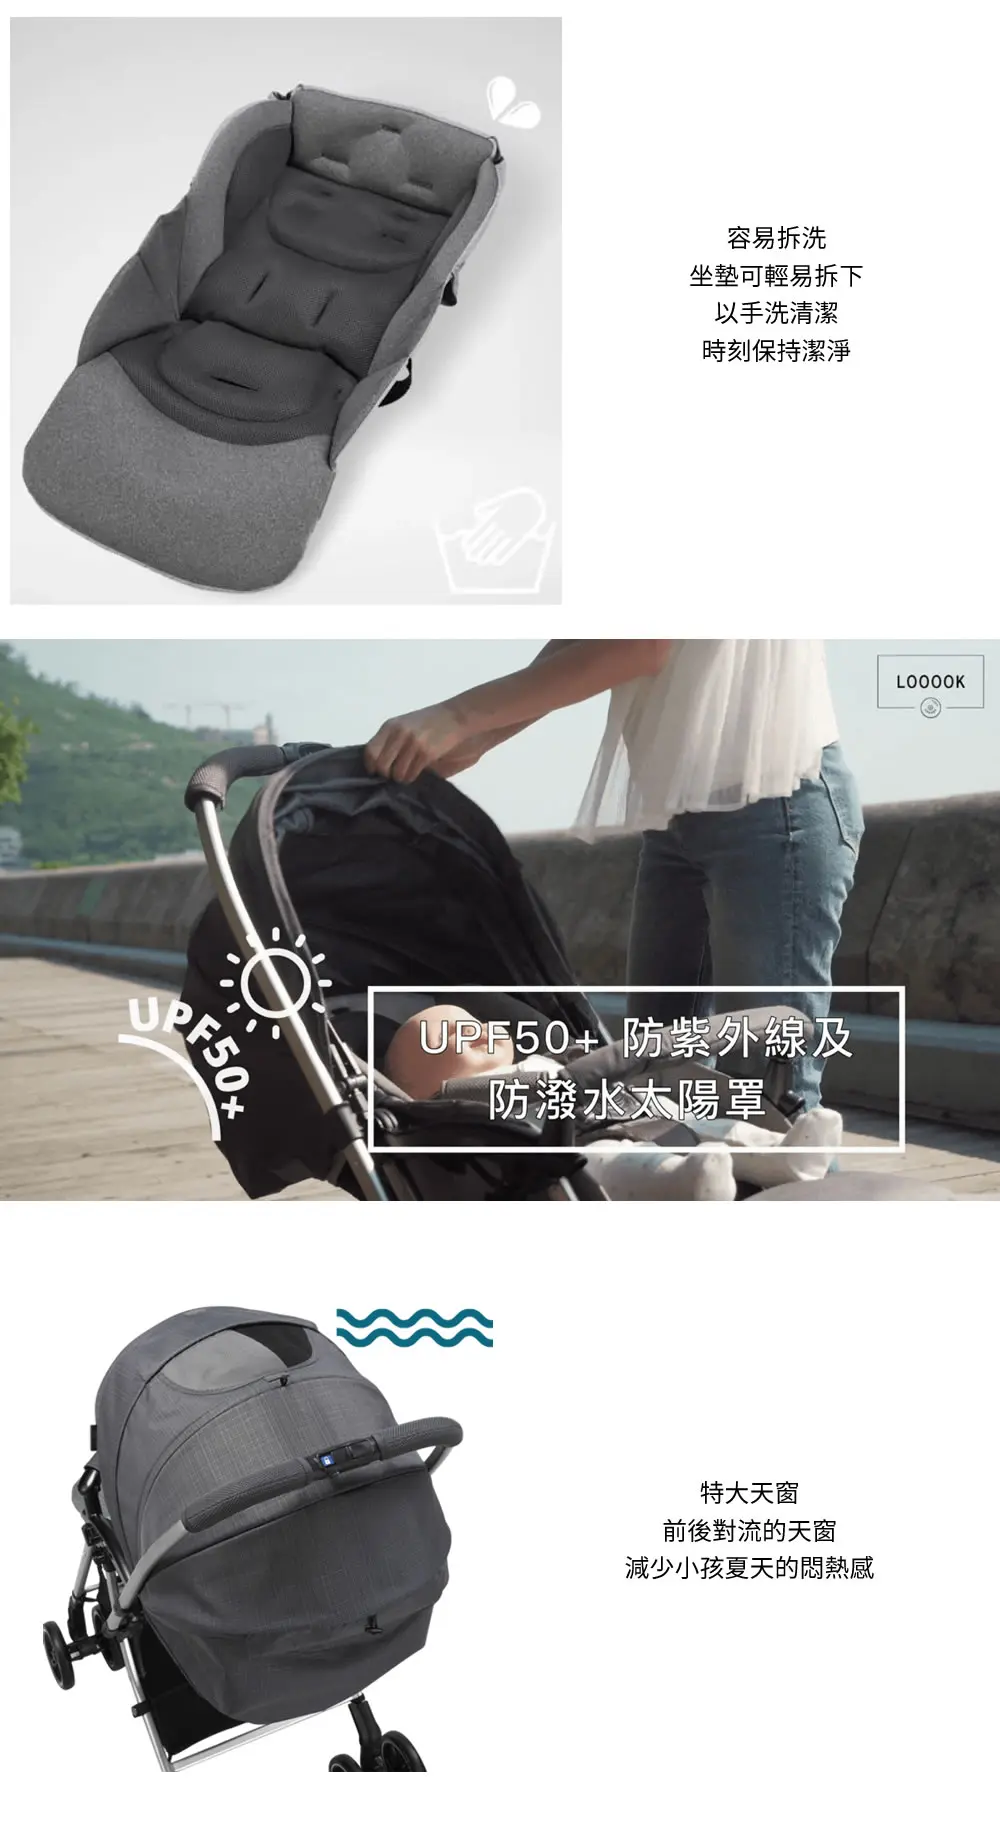 容易拆洗
坐墊可輕易拆下
以手洗清潔
時刻保持潔淨
LOOOOK
UPF50+
UPF50+ 防紫外線及
防潑水太陽罩
特大天窗
前後對流的天窗
減少小孩夏天的悶熱感